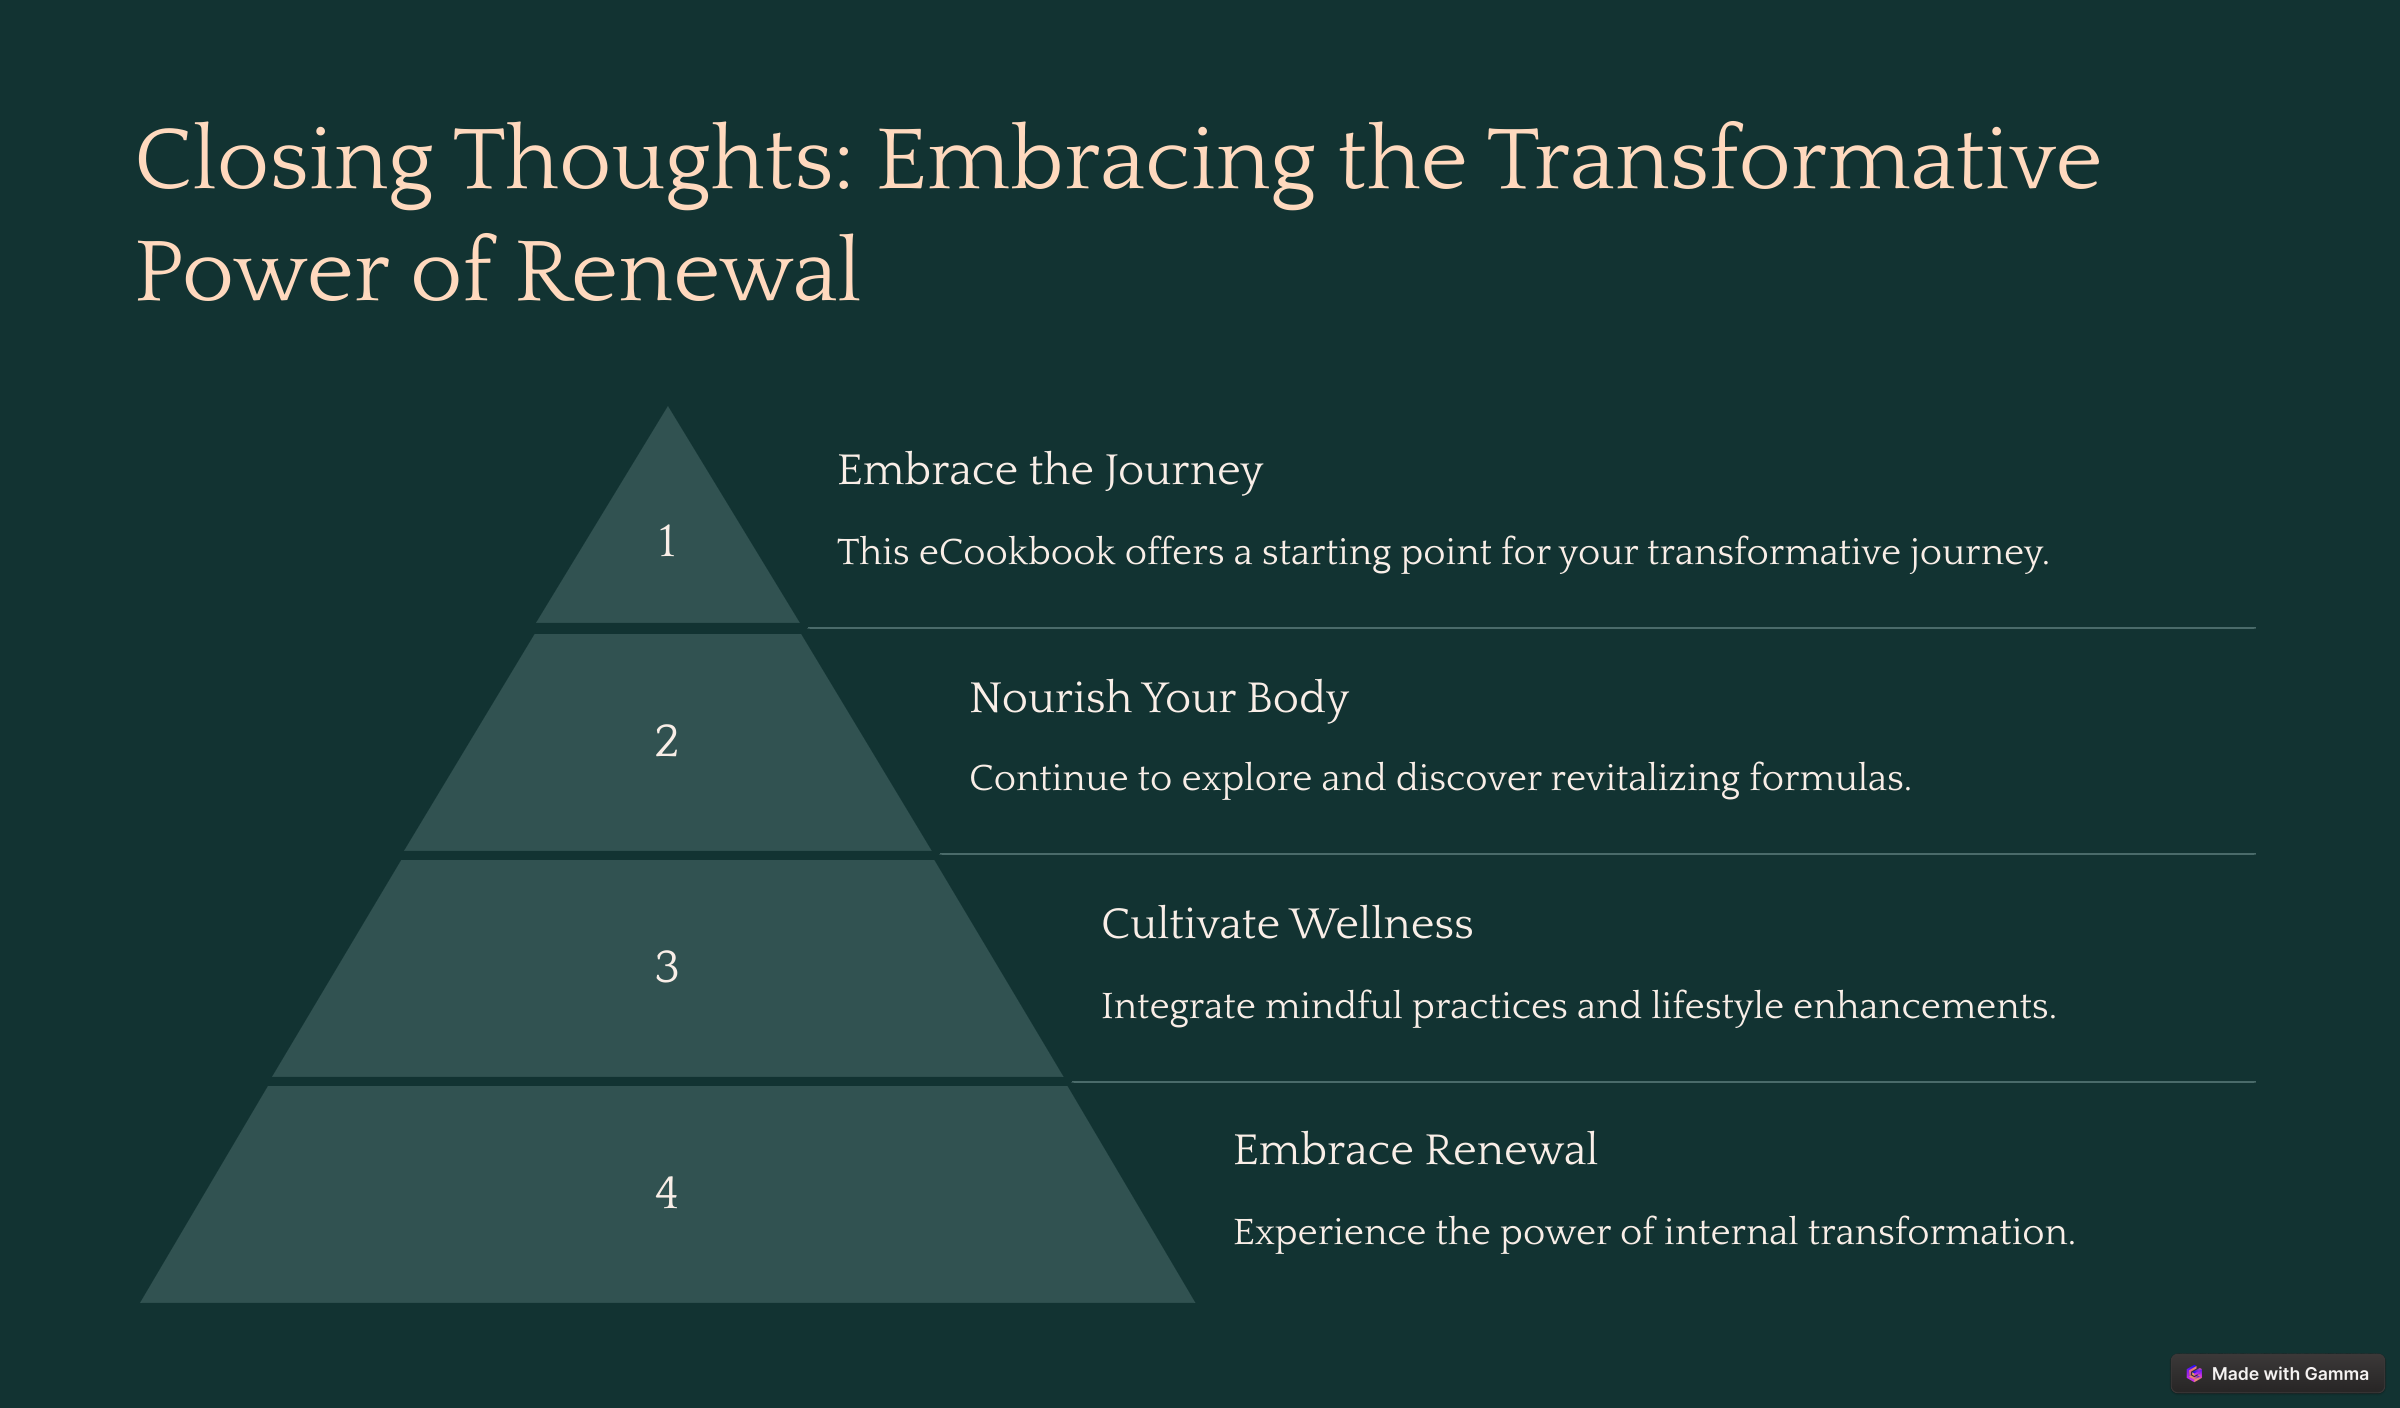 Closing Thoughts: Embracing the Transformative
Power of Renewal
1
Embrace the Journey
This eCookbook offers a starting point for your transformative journey.
2
Nourish Your Body
Continue to explore and discover revitalizing formulas.
3
Cultivate Wellness
Integrate mindful practices and lifestyle enhancements.
4
Embrace Renewal
Experience the power of internal transformation.
Made with Gamma